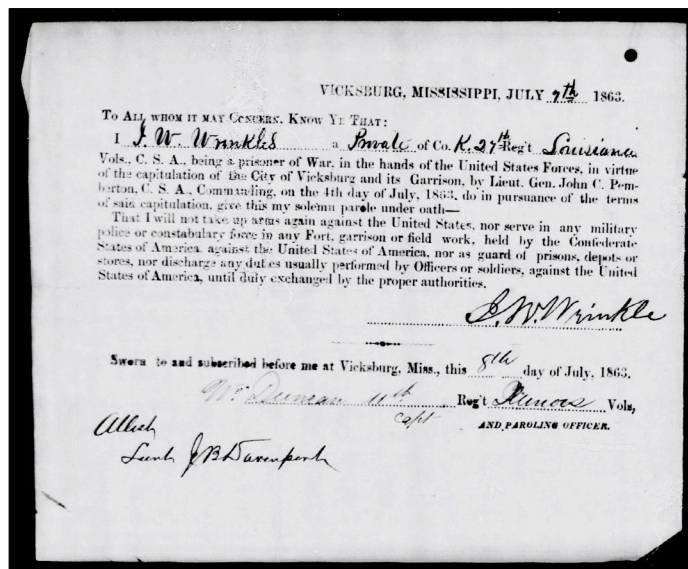 VICKSBURG, MISSISSIPPI, JULY 7th 1863.
TO ALL WHOM IT MAY CONCERN. KNOW YE THAT:
I J. W. Wrinkles a Private of Co. K. 27th Reg't Louisiana
Vols., C. S. A., being a prisoner of War, in the hands of the United States Forces, in virtue
of the capitulation of the City of Vicksburg and its Garrison, by Lieut. Gen. John C. Pem-
berton, C. S. A., Commanding, on the 4th day of July, 1863, do in pursuance of the terms
of said capitulation, give this my solemn parole under oath—
That I will not take up arms again against the United States, nor serve in any military
police or constabulary force in any Fort, garrison or field work, held by the Confederate
States of America, against the United States of America, nor as guard of prisons, depots or
stores, nor discharge any duties usually performed by Officers or soldiers, against the United
States of America, until duly exchanged by the proper authorities.
J. W. Wrinkle
Sworn to and subscribed before me at Vicksburg, Miss., this 8th day of July, 1863.
Wm Duncan 11th Reg't Illinois Vols,
Capt AND PAROLING OFFICER.
Attest
Lieut J B Davenport